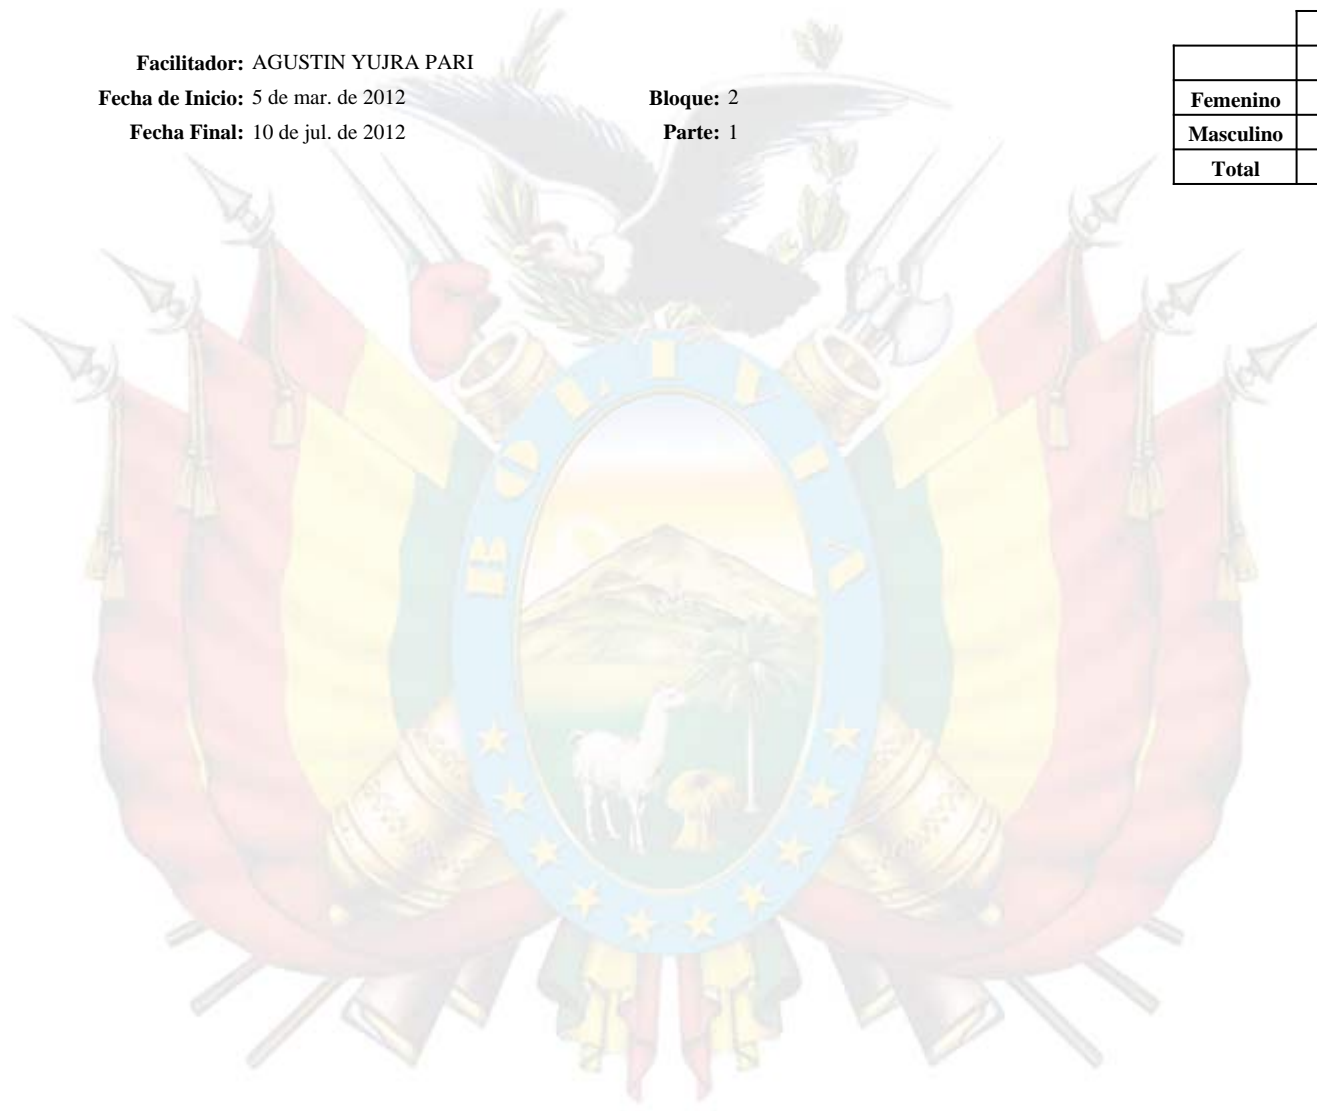 Facilitador: AGUSTIN YUJRA PARI
Fecha de Inicio: 5 de mar. de 2012 Bloque: 2
Fecha Final: 10 de jul. de 2012 Parte: 1
Femenino
Masculino
Total
BOLIVIA